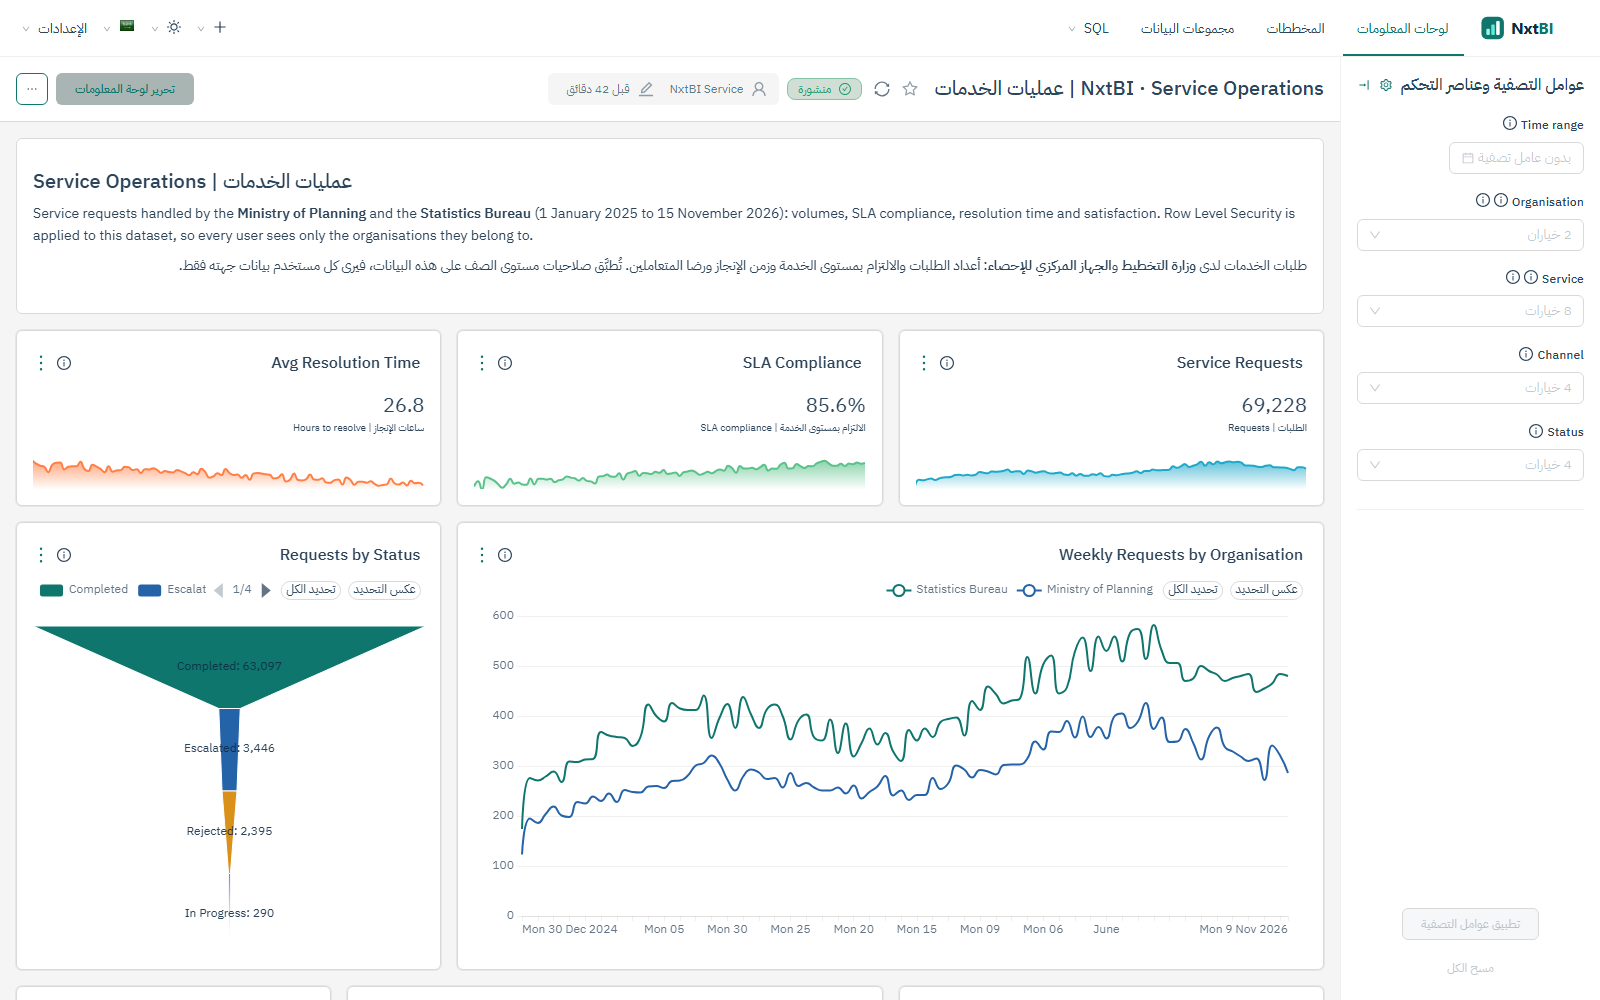 NxtBI
لوحات المعلومات
المخططات
مجموعات البيانات
SQL
الإعدادات
عوامل التصفية وعناصر التحكم
Time range
بدون عامل تصفية
Organisation
2 خياران
Service
8 خيارات
Channel
4 خيارات
Status
4 خيارات
تطبيق عوامل التصفية
مسح الكل
NxtBI · Service Operations | عمليات الخدمات
منشورة
NxtBI Service
قبل 42 دقائق
تحرير لوحة المعلومات
...
Service Operations | عمليات الخدمات
Service requests handled by the Ministry of Planning and the Statistics Bureau (1 January 2025 to 15 November 2026): volumes, SLA compliance, resolution time and satisfaction. Row Level Security is
applied to this dataset, so every user sees only the organisations they belong to.
طلبات الخدمات لدى وزارة التخطيط والجهاز المركزي للإحصاء: أعداد الطلبات والالتزام بمستوى الخدمة وزمن الإنجاز ورضا المتعاملين. تُطبَّق صلاحيات مستوى الصف على هذه البيانات، فيرى كل مستخدم بيانات جهته فقط.
Service Requests
69,228
Requests | الطلبات
SLA Compliance
85.6%
SLA compliance | الالتزام بمستوى الخدمة
Avg Resolution Time
26.8
Hours to resolve | ساعات الإنجاز
Weekly Requests by Organisation
Statistics Bureau
Ministry of Planning
تحديد الكل
عكس التحديد
600
500
400
300
200
100
0
Mon 30 Dec 2024
Mon 05
Mon 30
Mon 25
Mon 20
Mon 15
Mon 09
Mon 06
June
Mon 9 Nov 2026
Requests by Status
Completed
Escalat
1/4
تحديد الكل
عكس التحديد
Completed: 63,097
Escalated: 3,446
Rejected: 2,395
In Progress: 290